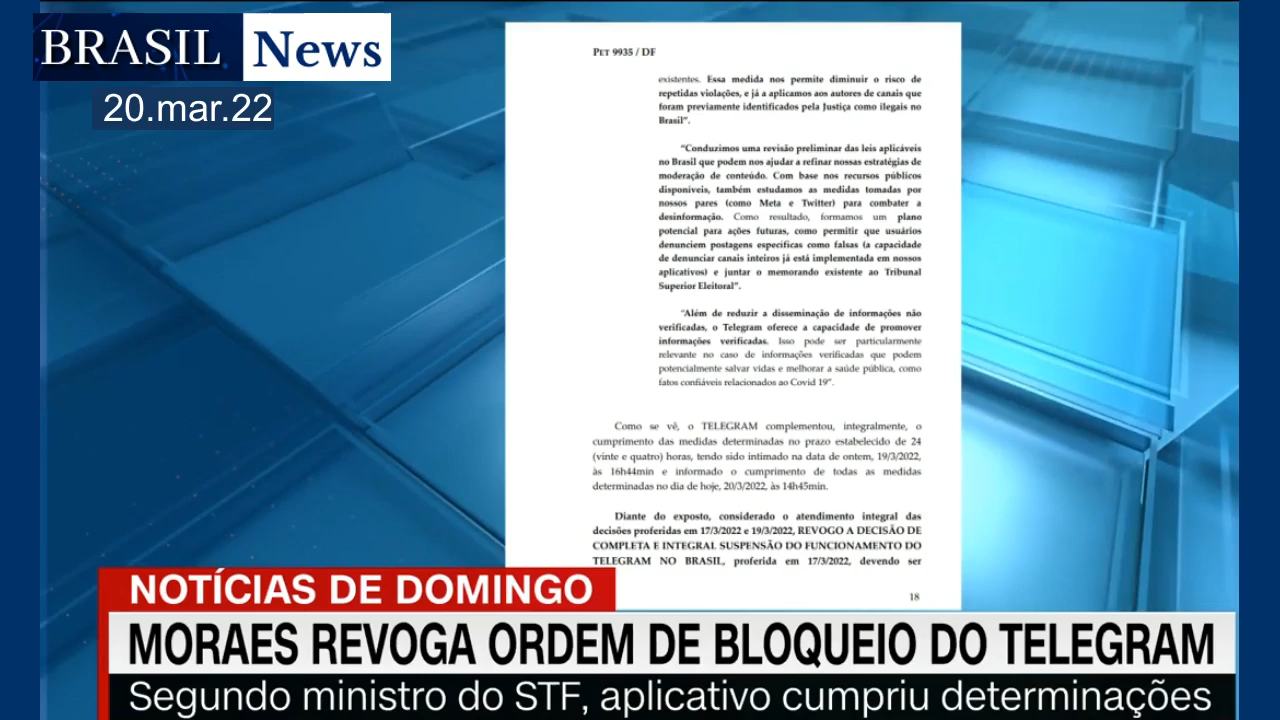 BRASIL News
20.mar.22
PET 9935 / DF
existentes. Essa medida nos permite diminuir o risco de
repetidas violações, e já a aplicamos aos autores de canais que
foram previamente identificados pela Justiça como ilegais no
Brasil".
"Conduzimos uma revisão preliminar das leis aplicáveis
no Brasil que podem nos ajudar a refinar nossas estratégias de
moderação de conteúdo. Com base nos recursos públicos
disponíveis, também estudamos as medidas tomadas por
nossos pares (como Meta e Twitter) para combater a
desinformação. Como resultado, formamos um plano
potencial para ações futuras, como permitir que usuários
denunciem postagens específicas como falsas (a capacidade
de denunciar canais inteiros já está implementada em nossos
aplicativos) e juntar o memorando existente ao Tribunal
Superior Eleitoral".
"Além de reduzir a disseminação de informações não
verificadas, o Telegram oferece a capacidade de promover
informações verificadas. Isso pode ser particularmente
relevante no caso de informações verificadas que podem
potencialmente salvar vidas e melhorar a saúde pública, como
fatos confiáveis relacionados ao Covid 19".
Como se vê, o TELEGRAM complementou, integralmente, o
cumprimento das medidas determinadas no prazo estabelecido de 24
(vinte e quatro) horas, tendo sido intimado na data de ontem, 19/3/2022,
às 16h44min e informado o cumprimento de todas as medidas
determinadas no dia de hoje, 20/3/2022, às 14h45min.
Diante do exposto, considerado o atendimento integral das
decisões proferidas em 17/3/2022 e 19/3/2022, REVOGO A DECISÃO DE
COMPLETA E INTEGRAL SUSPENSÃO DO FUNCIONAMENTO DO
TELEGRAM NO BRASIL, proferida em 17/3/2022, devendo ser
18
NOTÍCIAS DE DOMINGO
MORAES REVOGA ORDEM DE BLOQUEIO DO TELEGRAM
Segundo ministro do STF, aplicativo cumpriu determinações